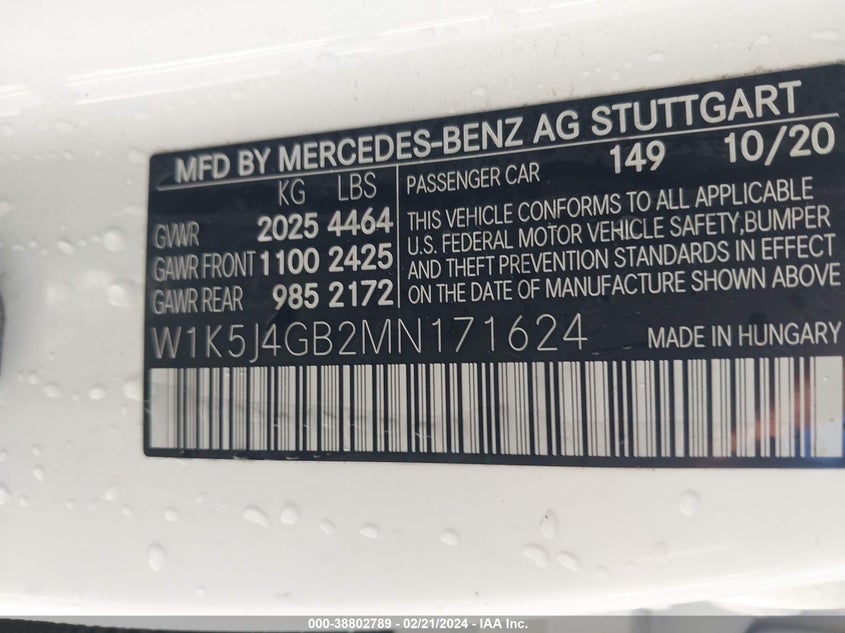 MFD BY MERCEDES-BENZ AG STUTTGART
KG LBS
GVWR 2025 4464
GAWR FRONT 1100 2425
GAWR REAR 985 2172
PASSENGER CAR 149 10/20
THIS VEHICLE CONFORMS TO ALL APPLICABLE
U.S. FEDERAL MOTOR VEHICLE SAFETY,BUMPER
AND THEFT PREVENTION STANDARDS IN EFFECT
ON THE DATE OF MANUFACTURE SHOWN ABOVE
W1K5J4GB2MN171624 MADE IN HUNGARY
000-38802789 - 02/21/2024 - IAA Inc.